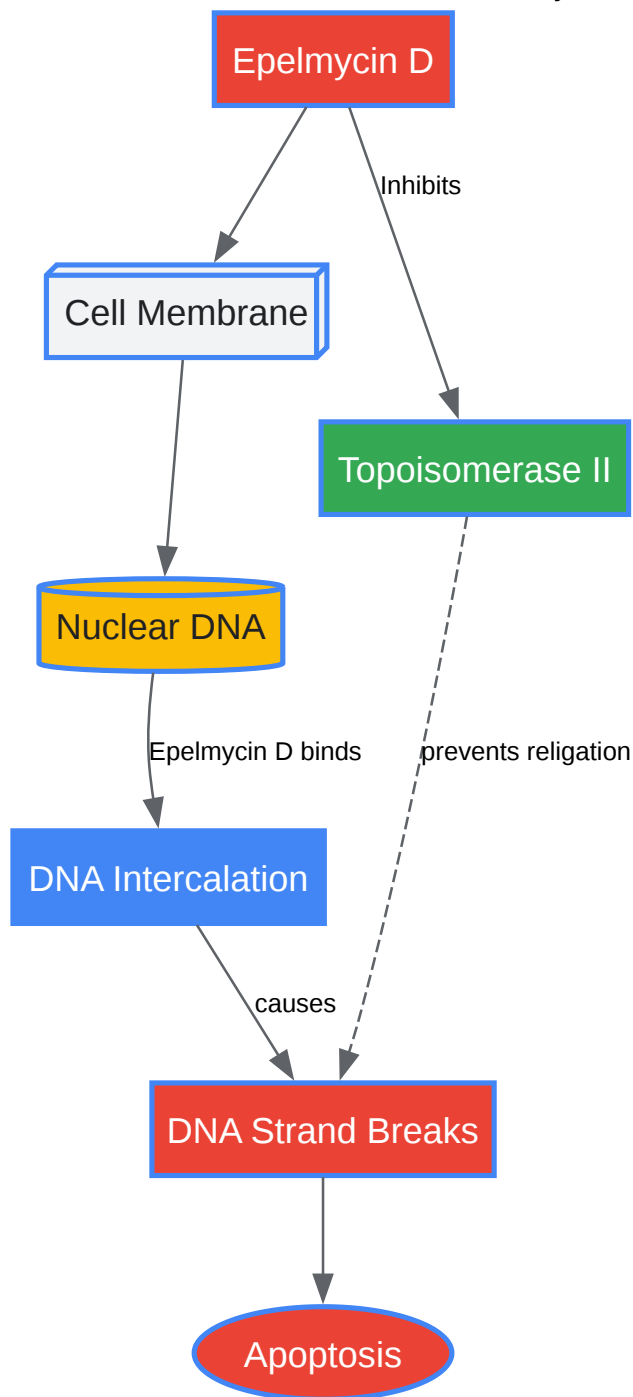 Epelmycin D
Inhibits
Cell Membrane
Topoisomerase II
Nuclear DNA
Epelmycin D binds
prevents religation
DNA Intercalation
causes
DNA Strand Breaks
Apoptosis